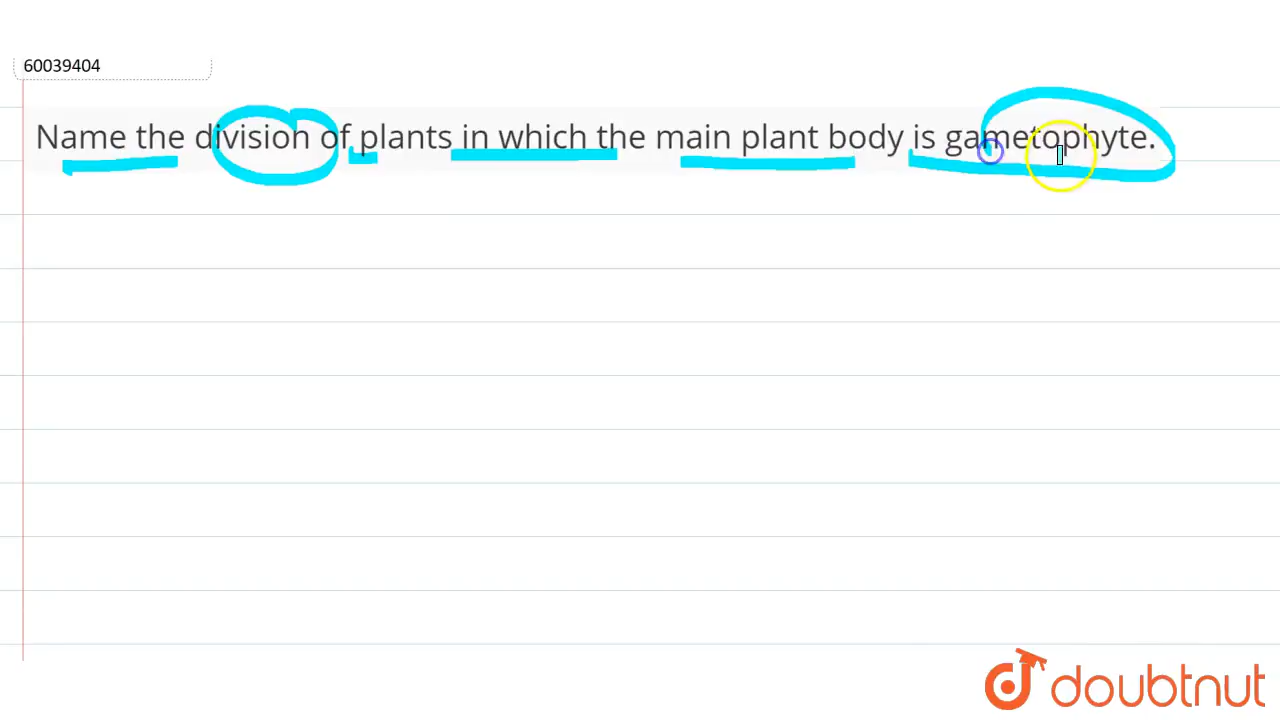 60039404
Name the division of plants in which the main plant body is gametophyte.
doubtnut